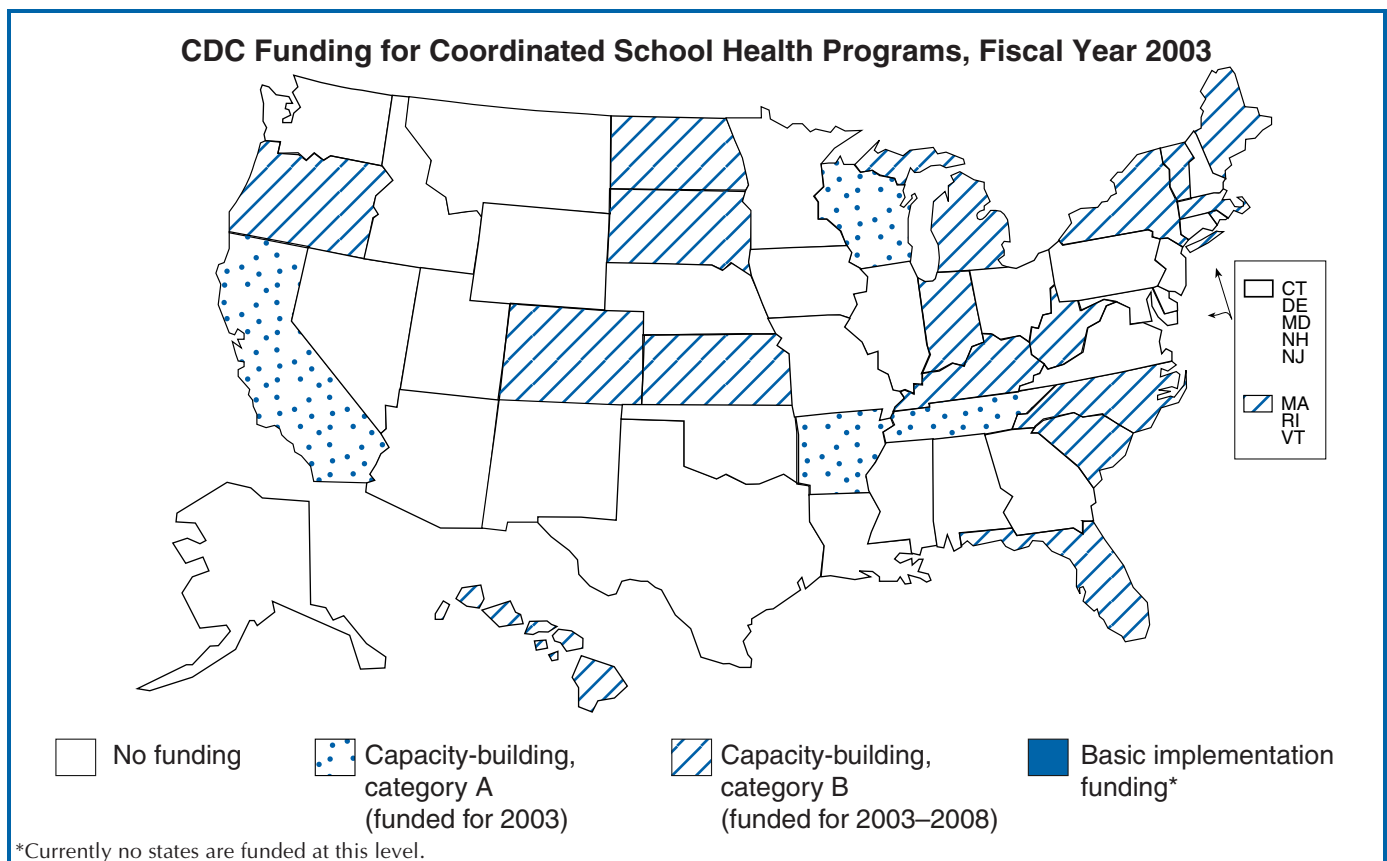 CDC Funding for Coordinated School Health Programs, Fiscal Year 2003
CT
DE
MD
NH
NJ
MA
RI
VT
No funding
Capacity-building,
category A
(funded for 2003)
Capacity-building,
category B
(funded for 2003–2008)
Basic implementation
funding*
*Currently no states are funded at this level.